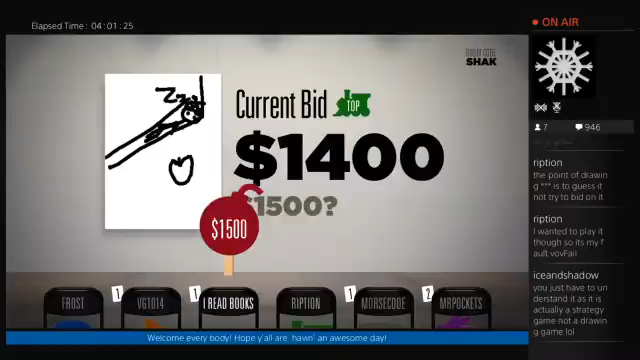 Elapsed Time : 04:01:25
ON AIR
ROOM CODE
SHAK
Zzz
Current Bid
TOP
$1400
$1500?
$1500
7
946
ription
the point of drawin
g *** is to guess it
not try to bid on it
ription
I wanted to play it
though so its my f
ault vovFail
iceandshadow
you just have to un
derstand it as it is
actually a strategy
game not a drawin
g game lol
FROST
1
VG1014
1
I READ BOOKS
RIPTION
1
MORSECODE
2
MRPOCKETS
Welcome every body! Hope y'all are havin' an awesome day!